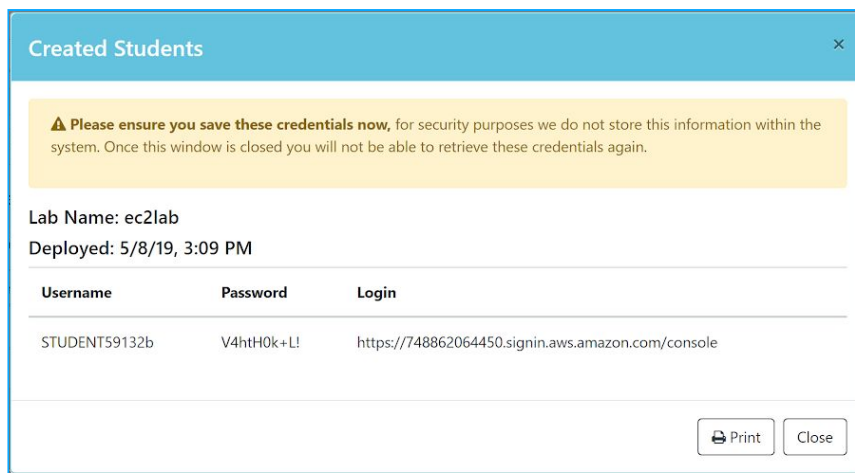 Created Students
×
Please ensure you save these credentials now, for security purposes we do not store this information within the
system. Once this window is closed you will not be able to retrieve these credentials again.
Lab Name: ec2lab
Deployed: 5/8/19, 3:09 PM
Username Password Login
STUDENT59132b V4htH0k+L! https://748862064450.signin.aws.amazon.com/console
Print Close